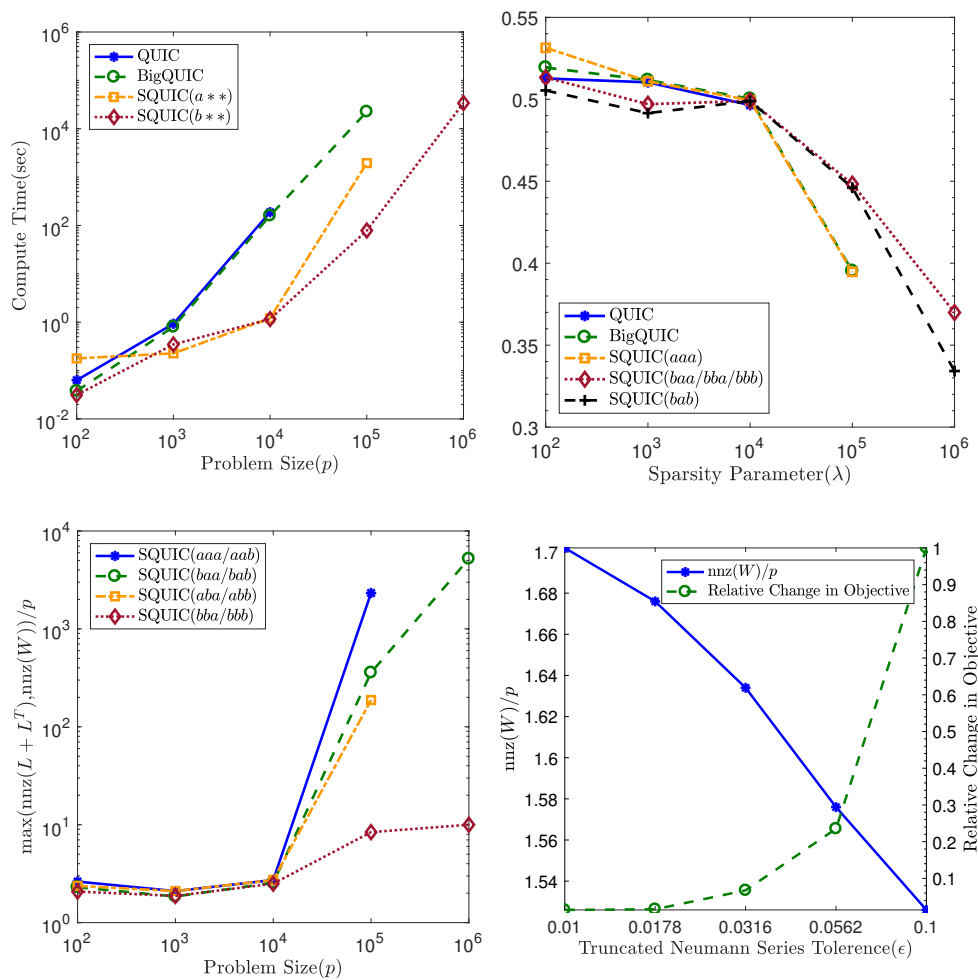 10^6
10^4
10^2
10^0
10^-2
Compute Time(sec)
QUIC
BigQUIC
SQUIC(a∗∗)
SQUIC(b∗∗)
10^2 10^3 10^4 10^5 10^6
Problem Size(p)
0.55
0.5
0.45
0.4
0.35
0.3
QUIC
BigQUIC
SQUIC(aaa)
SQUIC(baa/bba/bbb)
SQUIC(bab)
10^2 10^3 10^4 10^5 10^6
Sparsity Parameter(λ)
10^4
10^3
10^2
10^1
10^0
max(nnz(L + L^T),nnz(W))/p
SQUIC(aaa/aab)
SQUIC(baa/bab)
SQUIC(aba/abb)
SQUIC(bba/bbb)
10^2 10^3 10^4 10^5 10^6
Problem Size(p)
1.7
1.68
1.66
1.64
1.62
1.6
1.58
1.56
1.54
nnz(W)/p
nnz(W)/p
Relative Change in Objective
1
0.9
0.8
0.7
0.6
0.5
0.4
0.3
0.2
0.1
Relative Change in Objective
0.01 0.0178 0.0316 0.0562 0.1
Truncated Neumann Series Tolerence(ϵ)